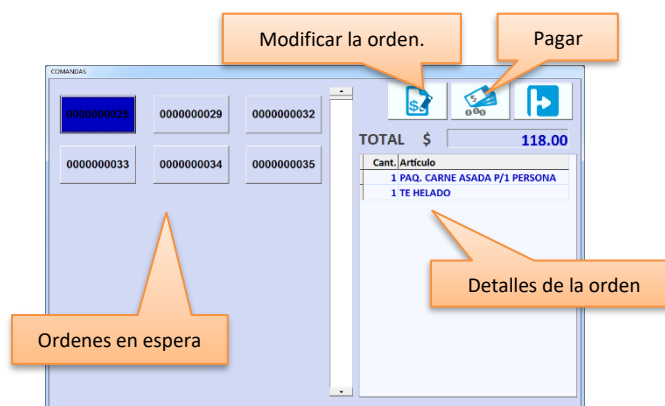 Modificar la orden.
Pagar
COMANDAS
0000000025 0000000029 0000000032
0000000033 0000000034 0000000035
TOTAL $ 118.00
Cant. Artículo
1 PAQ. CARNE ASADA P/1 PERSONA
1 TE HELADO
Detalles de la orden
Ordenes en espera